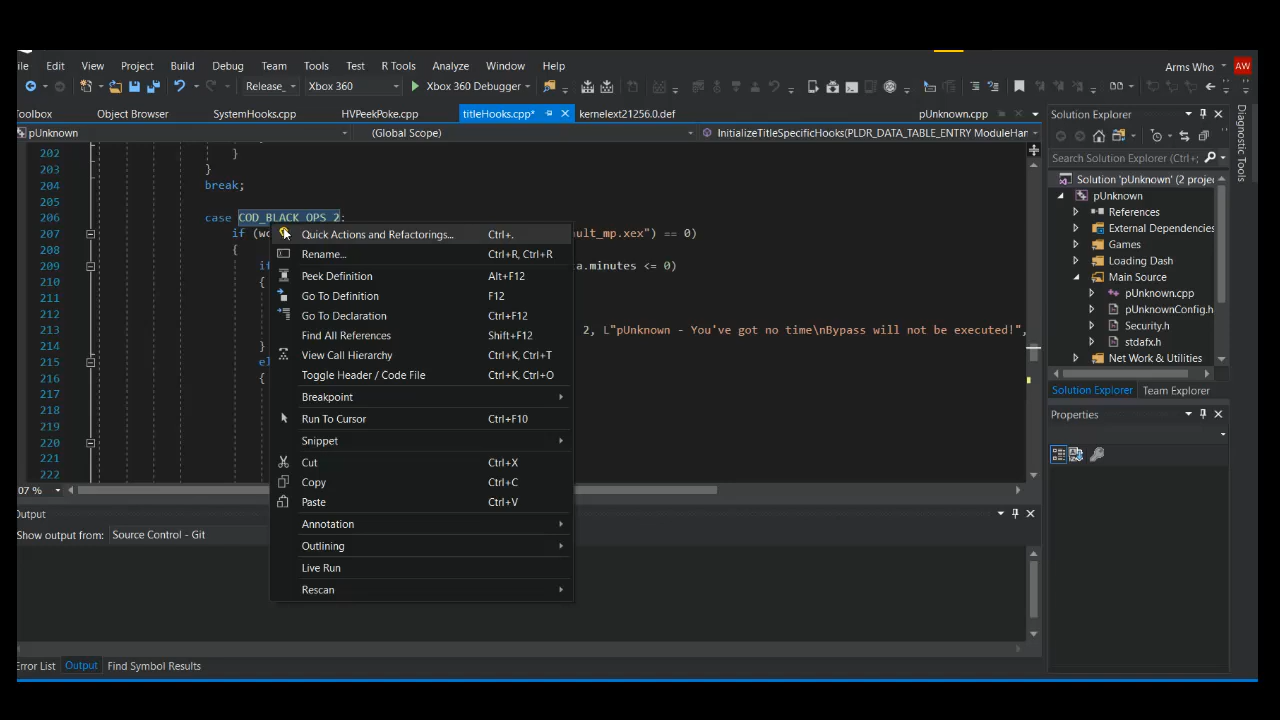 ile Edit View Project Build Debug Team Tools Test R Tools Analyze Window Help Arms Who AW
Release Xbox 360 Xbox 360 Debugger
oolbox Object Browser SystemHooks.cpp HVPeekPoke.cpp titleHooks.cpp* kernelext21256.0.def pUnknown.cpp Solution Explorer
pUnknown (Global Scope) InitializeTitleSpecificHooks(PLDR_DATA_TABLE_ENTRY ModuleHan
Search Solution Explorer (Ctrl+;
Solution 'pUnknown' (2 projec
pUnknown
References
External Dependencies
Games
Loading Dash
Main Source
pUnknown.cpp
pUnknownConfig.h
Security.h
stdafx.h
Net Work & Utilities
Solution Explorer Team Explorer
Properties
Diagnostic Tools
202 }
203 }
204 break;
205
206 case COD_BLACK_OPS_2:
207 if (wc ult_mp.xex") == 0)
208 {
209 if a.minutes <= 0)
210 {
211
212
213 2, L"pUnknown - You've got no time\nBypass will not be executed!",
214 }
215 el
216 {
217
218
219
220
221
222
Quick Actions and Refactorings... Ctrl+.
Rename... Ctrl+R, Ctrl+R
Peek Definition Alt+F12
Go To Definition F12
Go To Declaration Ctrl+F12
Find All References Shift+F12
View Call Hierarchy Ctrl+K, Ctrl+T
Toggle Header / Code File Ctrl+K, Ctrl+O
Breakpoint
Run To Cursor Ctrl+F10
Snippet
Cut Ctrl+X
Copy Ctrl+C
Paste Ctrl+V
Annotation
Outlining
Live Run
Rescan
07 %
Output
Show output from: Source Control - Git
Error List Output Find Symbol Results